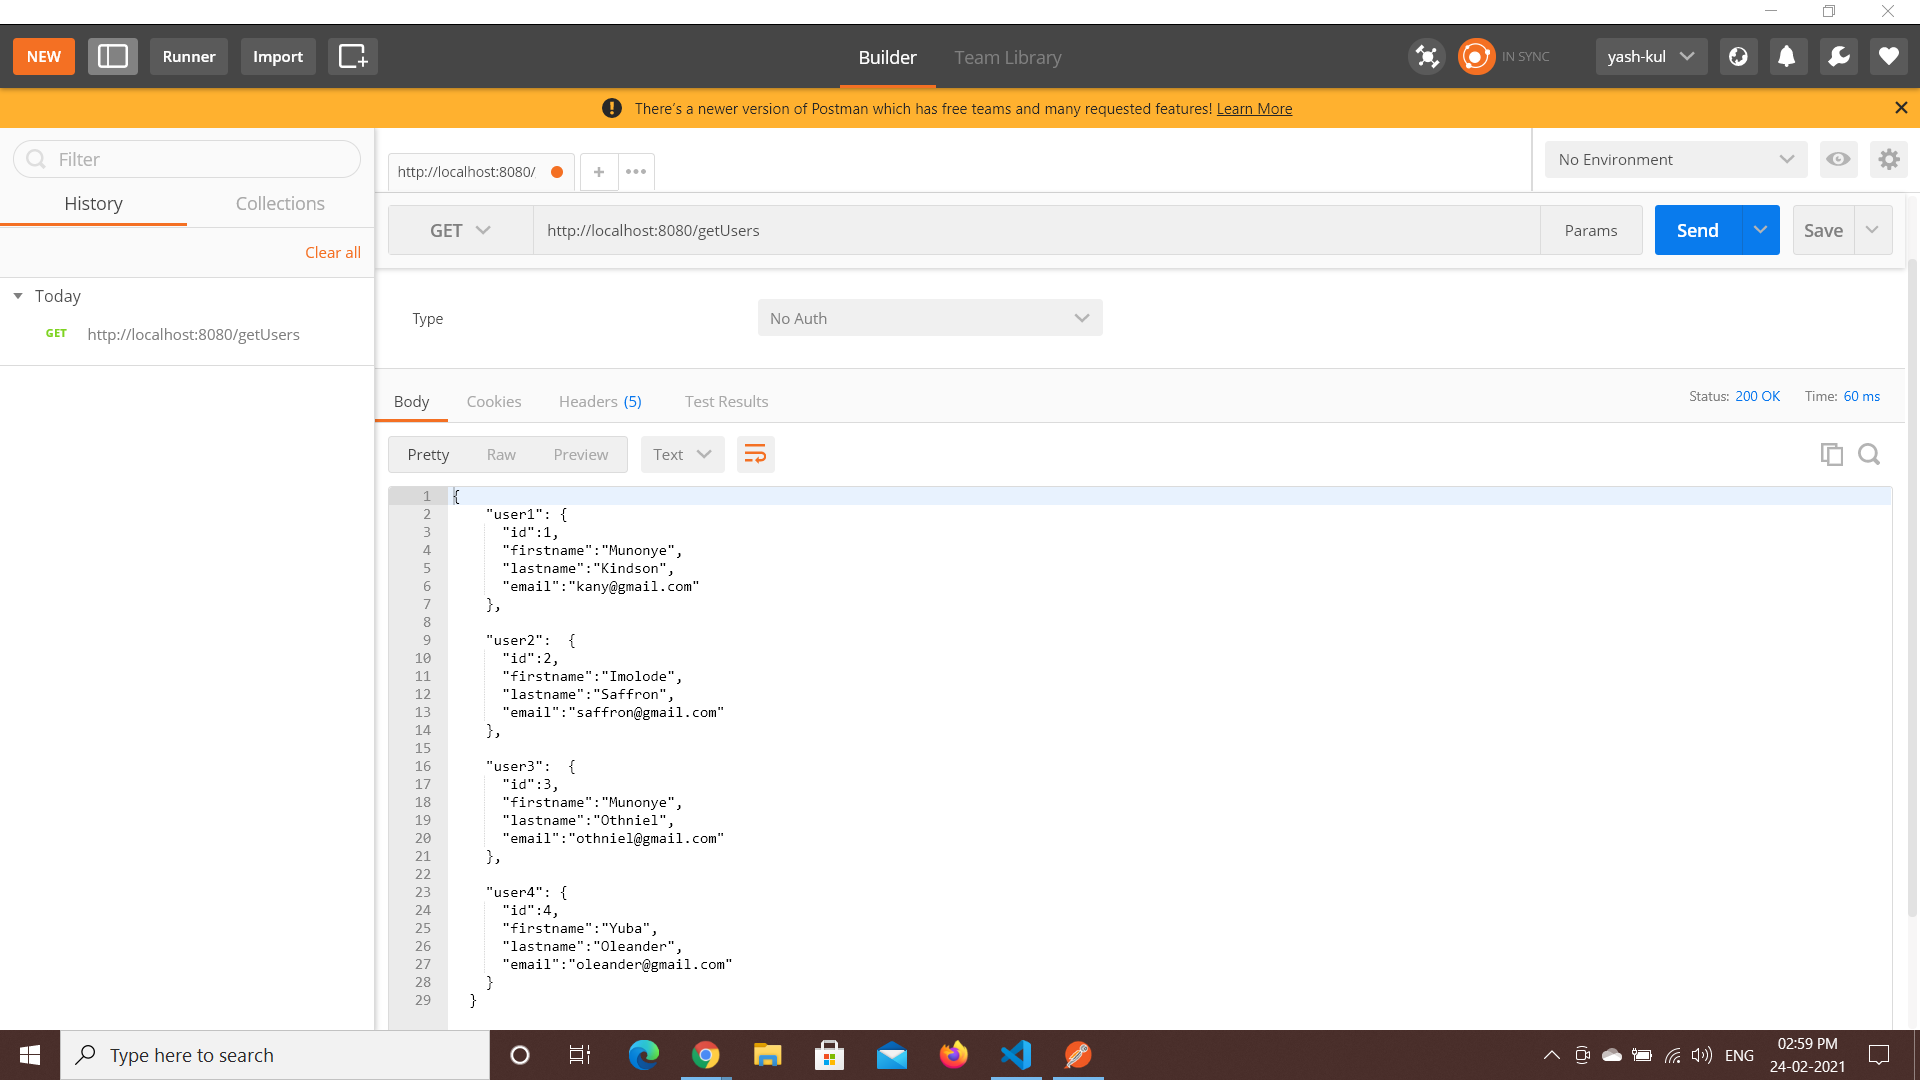 NEW Runner Import Builder Team Library IN SYNC yash-kul
There's a newer version of Postman which has free teams and many requested features! Learn More
Filter
History Collections
Clear all
Today
GET http://localhost:8080/getUsers
http://localhost:8080/ No Environment
GET http://localhost:8080/getUsers Params Send Save
Type No Auth
Body Cookies Headers (5) Test Results Status: 200 OK Time: 60 ms
Pretty Raw Preview Text
1 {
2 "user1": {
3 "id":1,
4 "firstname":"Munonye",
5 "lastname":"Kindson",
6 "email":"kany@gmail.com"
7 },
8
9 "user2":  {
10 "id":2,
11 "firstname":"Imolode",
12 "lastname":"Saffron",
13 "email":"saffron@gmail.com"
14 },
15
16 "user3":  {
17 "id":3,
18 "firstname":"Munonye",
19 "lastname":"Othniel",
20 "email":"othniel@gmail.com"
21 },
22
23 "user4": {
24 "id":4,
25 "firstname":"Yuba",
26 "lastname":"Oleander",
27 "email":"oleander@gmail.com"
28 }
29 }
Type here to search ENG 02:59 PM
24-02-2021